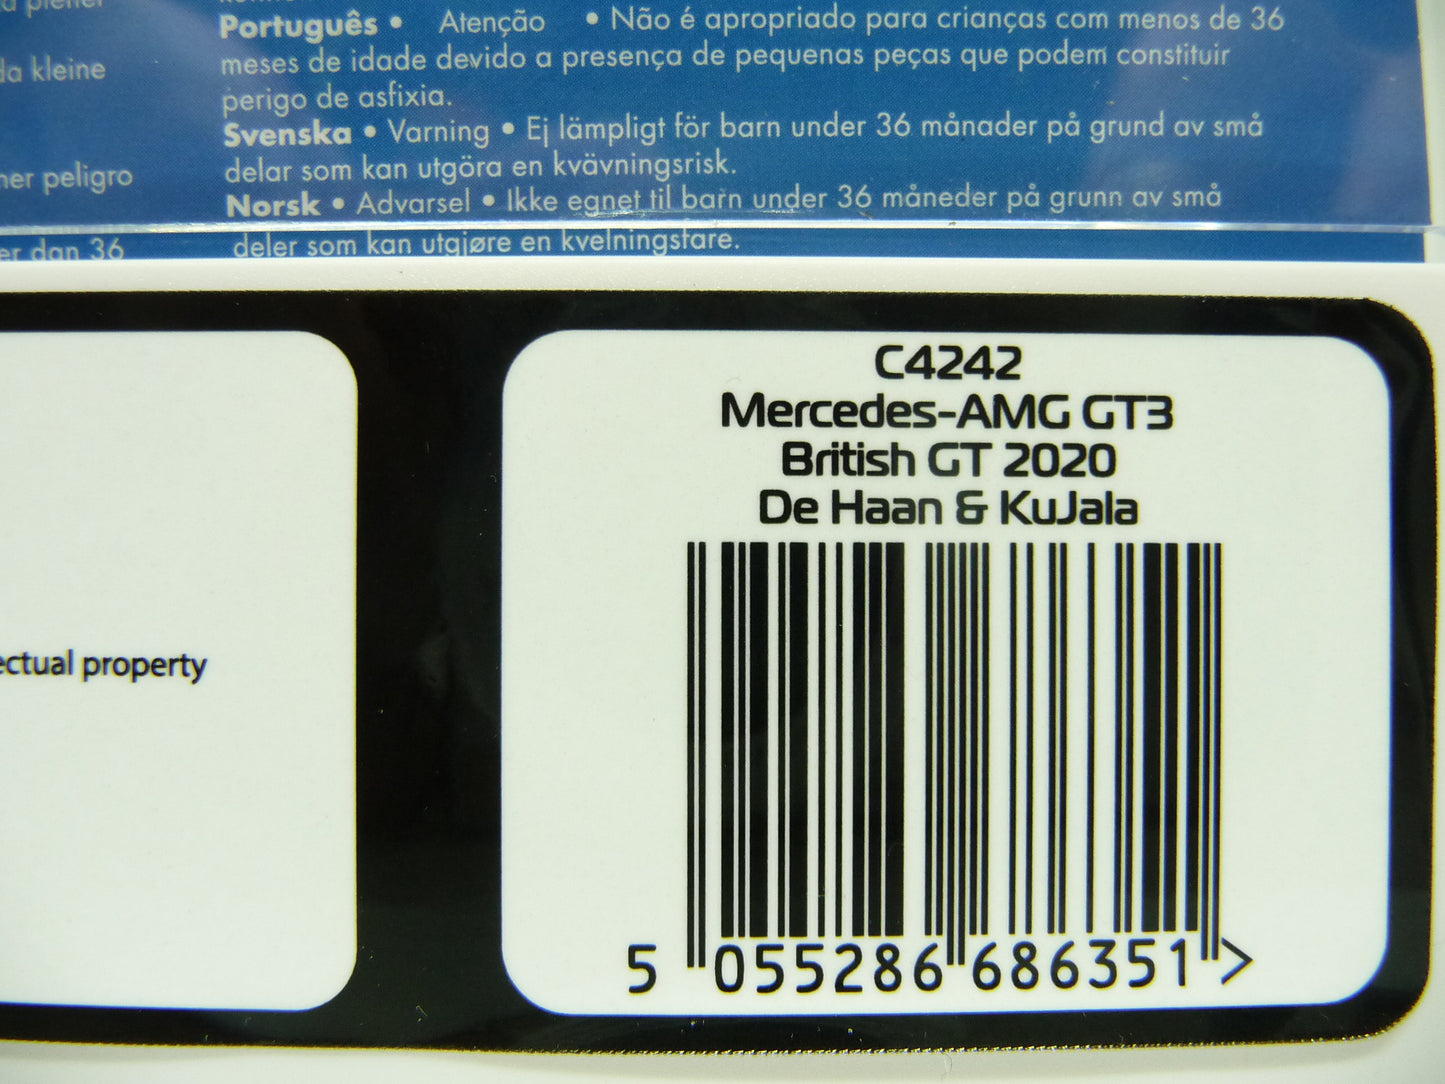 da kleine
ner peligro
er dan 36
Português • Atenção • Não é apropriado para crianças com menos de 36
meses de idade devido a presença de pequenas peças que podem constituir
perigo de asfixia.
Svenska • Varning • Ej lämpligt för barn under 36 månader på grund av små
delar som kan utgöra en kvävningsrisk.
Norsk • Advarsel • Ikke egnet til barn under 36 måneder på grunn av små
deler som kan utgjøre en kvelningsfare.
ectual property
C4242
Mercedes-AMG GT3
British GT 2020
De Haan & KuJala
5 055286 686351 >